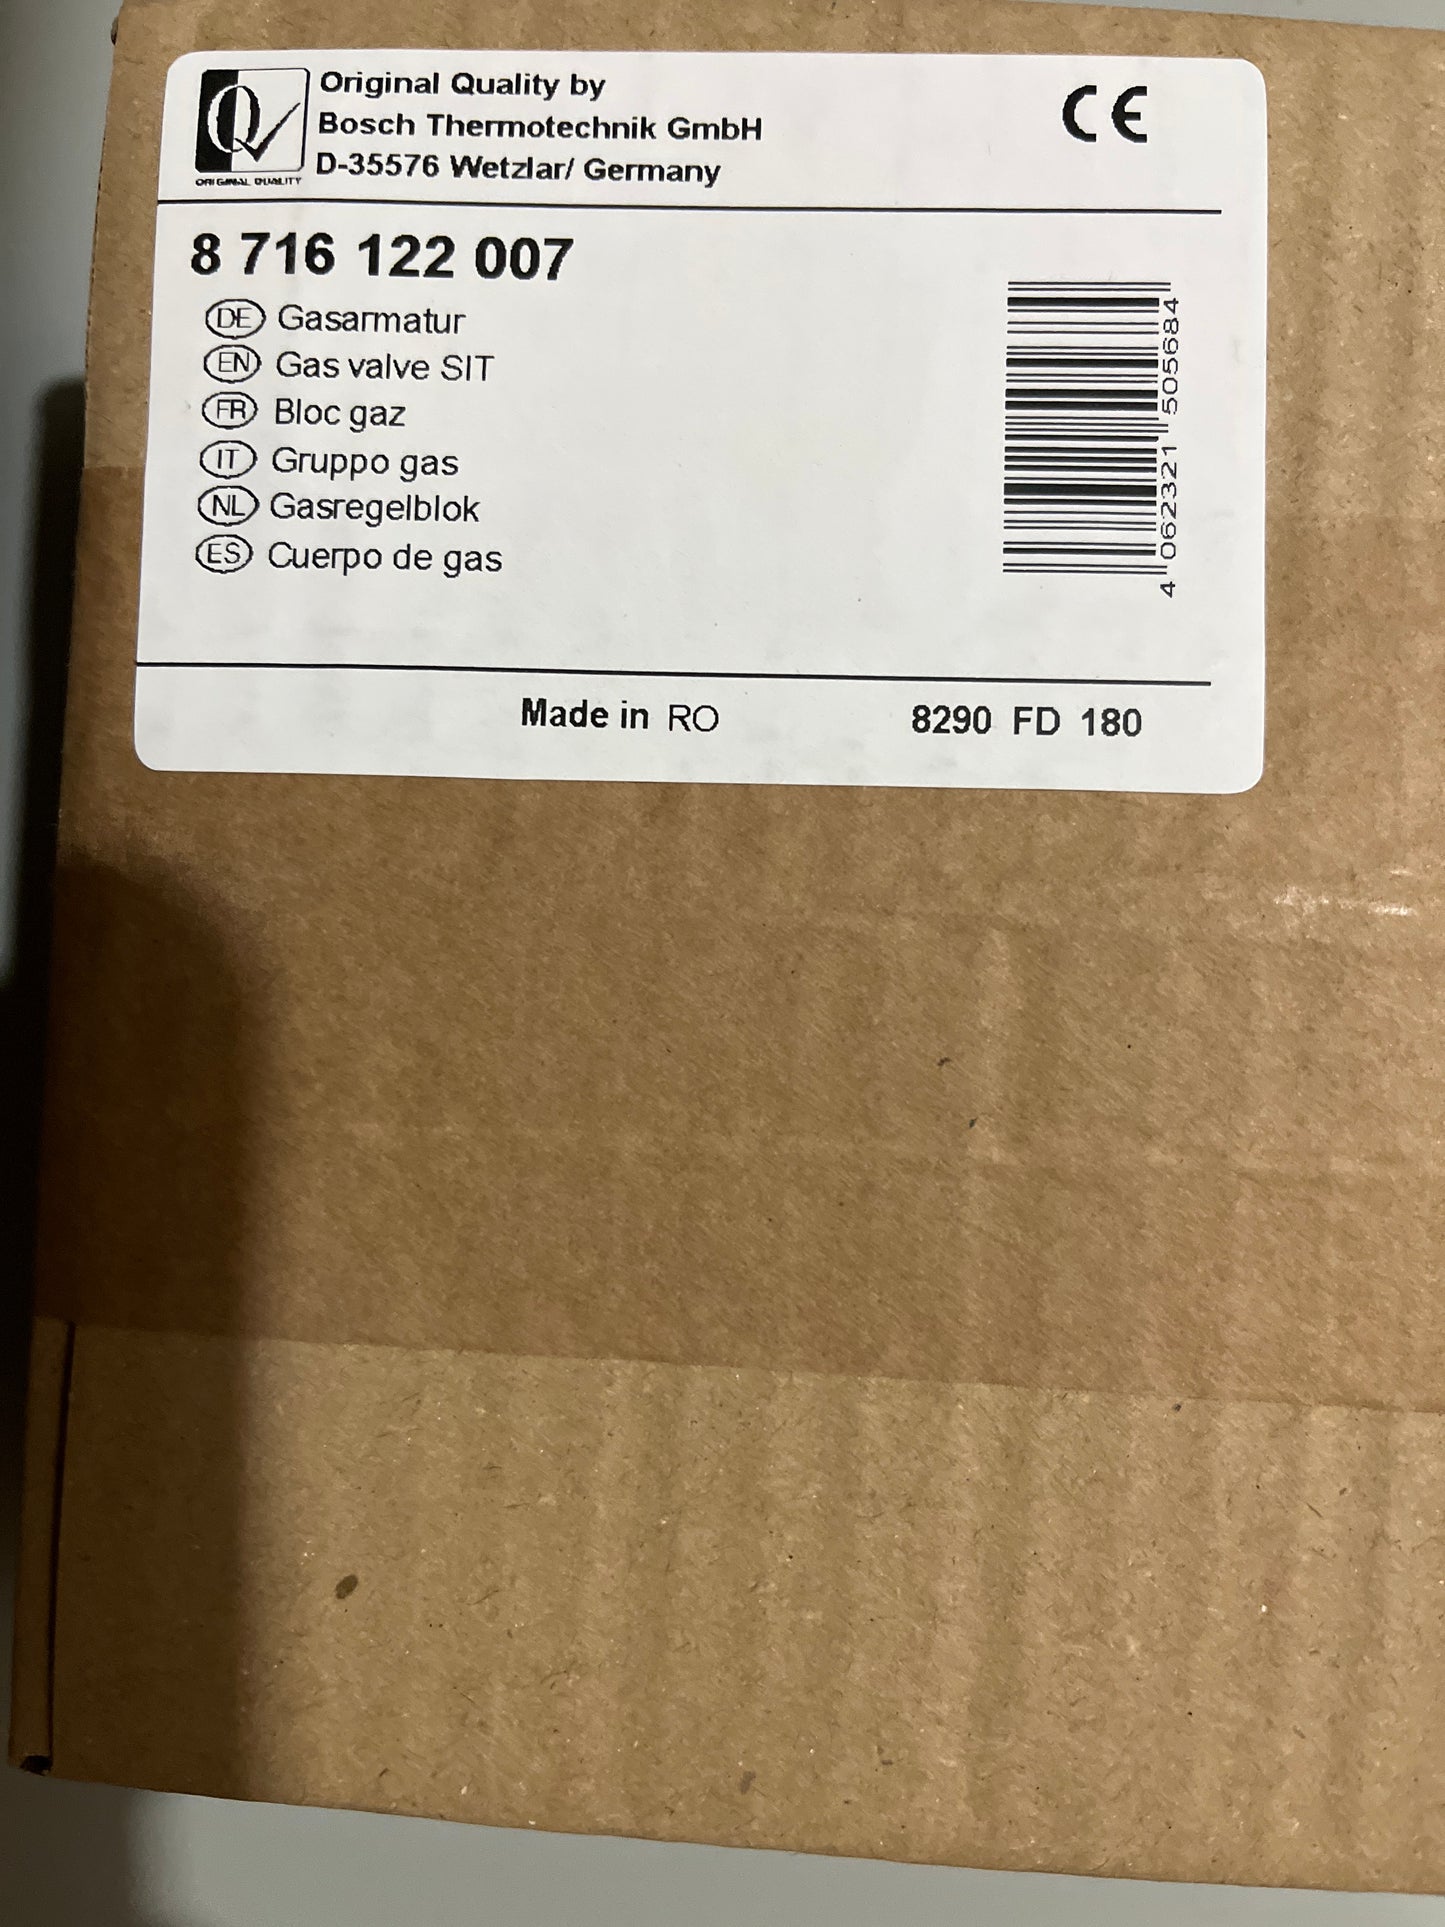 Original Quality by
Bosch Thermotechnik GmbH
D-35576 Wetzlar/ Germany
ORIGINAL QUALITY
CE
8 716 122 007
DE Gasarmatur
EN Gas valve SIT
FR Bloc gaz
IT Gruppo gas
NL Gasregelblok
ES Cuerpo de gas
4 062321 505684
Made in RO
8290 FD 180